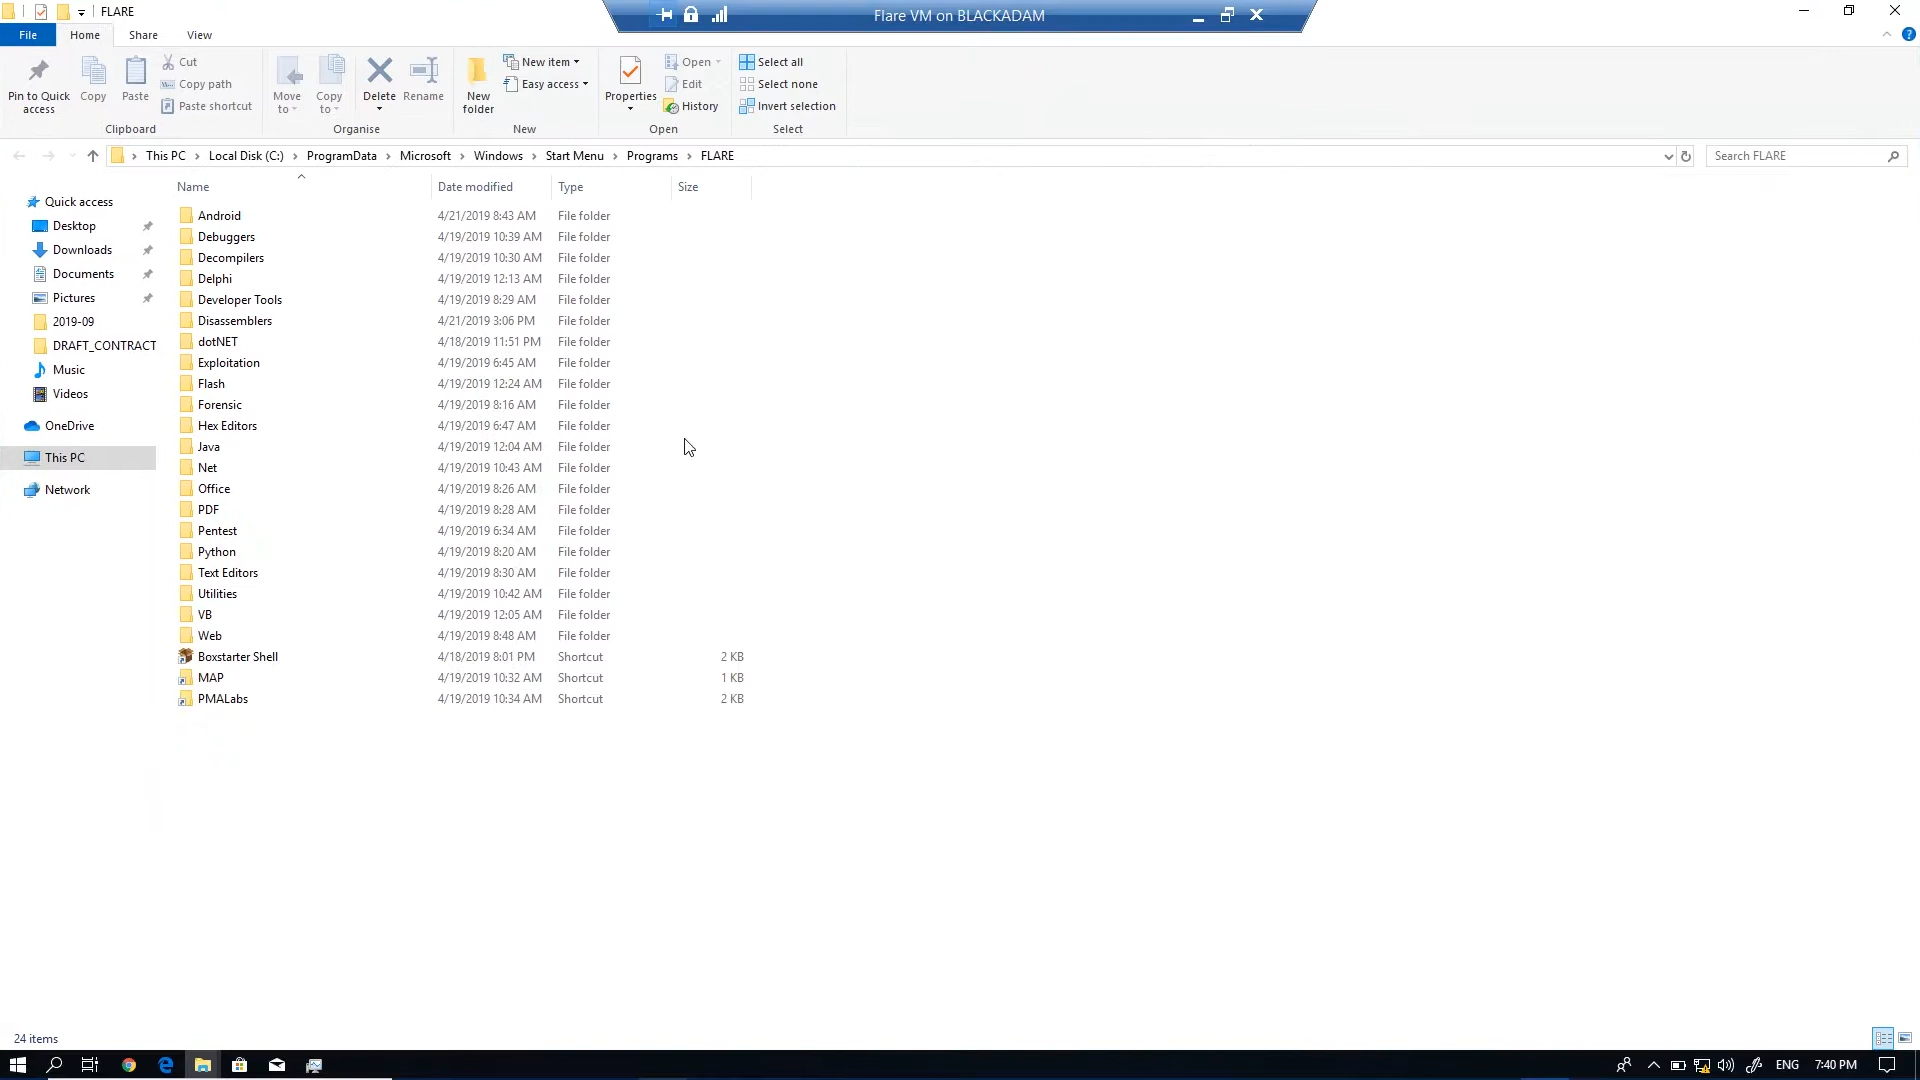 FLARE
Flare VM on BLACKADAM
File Home Share View
Pin to Quick access
Copy
Paste
Cut
Copy path
Paste shortcut
Clipboard
Move to
Copy to
Delete
Rename
Organise
New folder
New item
Easy access
New
Properties
Open
Edit
History
Open
Select all
Select none
Invert selection
Select
This PC Local Disk (C:) ProgramData Microsoft Windows Start Menu Programs FLARE
Search FLARE
Quick access
Desktop
Downloads
Documents
Pictures
2019-09
DRAFT_CONTRACT
Music
Videos
OneDrive
This PC
Network
Name Date modified Type Size
Android 4/21/2019 8:43 AM File folder
Debuggers 4/19/2019 10:39 AM File folder
Decompilers 4/19/2019 10:30 AM File folder
Delphi 4/19/2019 12:13 AM File folder
Developer Tools 4/19/2019 8:29 AM File folder
Disassemblers 4/21/2019 3:06 PM File folder
dotNET 4/18/2019 11:51 PM File folder
Exploitation 4/19/2019 6:45 AM File folder
Flash 4/19/2019 12:24 AM File folder
Forensic 4/19/2019 8:16 AM File folder
Hex Editors 4/19/2019 6:47 AM File folder
Java 4/19/2019 12:04 AM File folder
Net 4/19/2019 10:43 AM File folder
Office 4/19/2019 8:26 AM File folder
PDF 4/19/2019 8:28 AM File folder
Pentest 4/19/2019 6:34 AM File folder
Python 4/19/2019 8:20 AM File folder
Text Editors 4/19/2019 8:30 AM File folder
Utilities 4/19/2019 10:42 AM File folder
VB 4/19/2019 12:05 AM File folder
Web 4/19/2019 8:48 AM File folder
Boxstarter Shell 4/18/2019 8:01 PM Shortcut 2 KB
MAP 4/19/2019 10:32 AM Shortcut 1 KB
PMALabs 4/19/2019 10:34 AM Shortcut 2 KB
24 items
ENG 7:40 PM